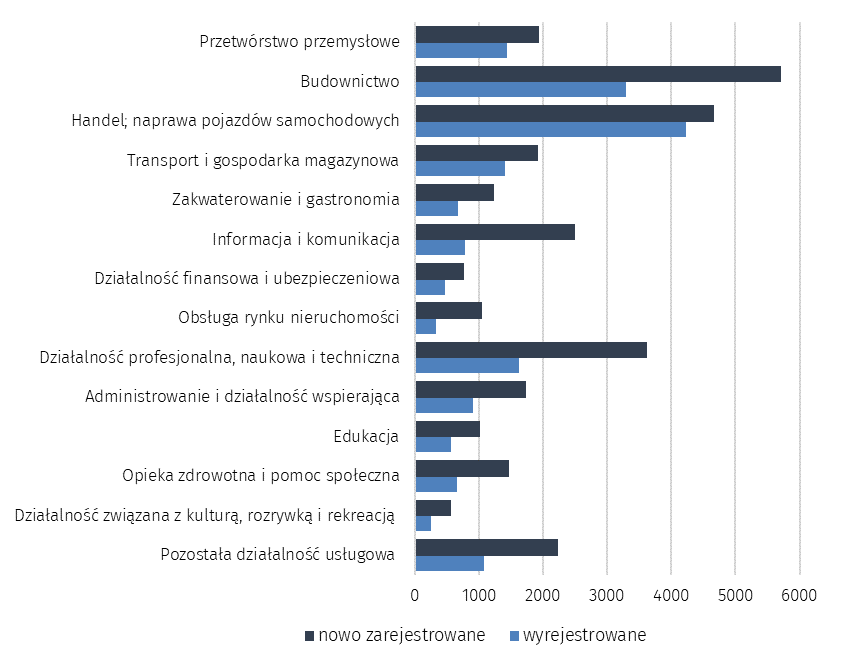 Przetwórstwo przemysłowe
Budownictwo
Handel; naprawa pojazdów samochodowych
Transport i gospodarka magazynowa
Zakwaterowanie i gastronomia
Informacja i komunikacja
Działalność finansowa i ubezpieczeniowa
Obsługa rynku nieruchomości
Działalność profesjonalna, naukowa i techniczna
Administrowanie i działalność wspierająca
Edukacja
Opieka zdrowotna i pomoc społeczna
Działalność związana z kulturą, rozrywką i rekreacją
Pozostała działalność usługowa
0 1000 2000 3000 4000 5000 6000
nowo zarejestrowane wyrejestrowane